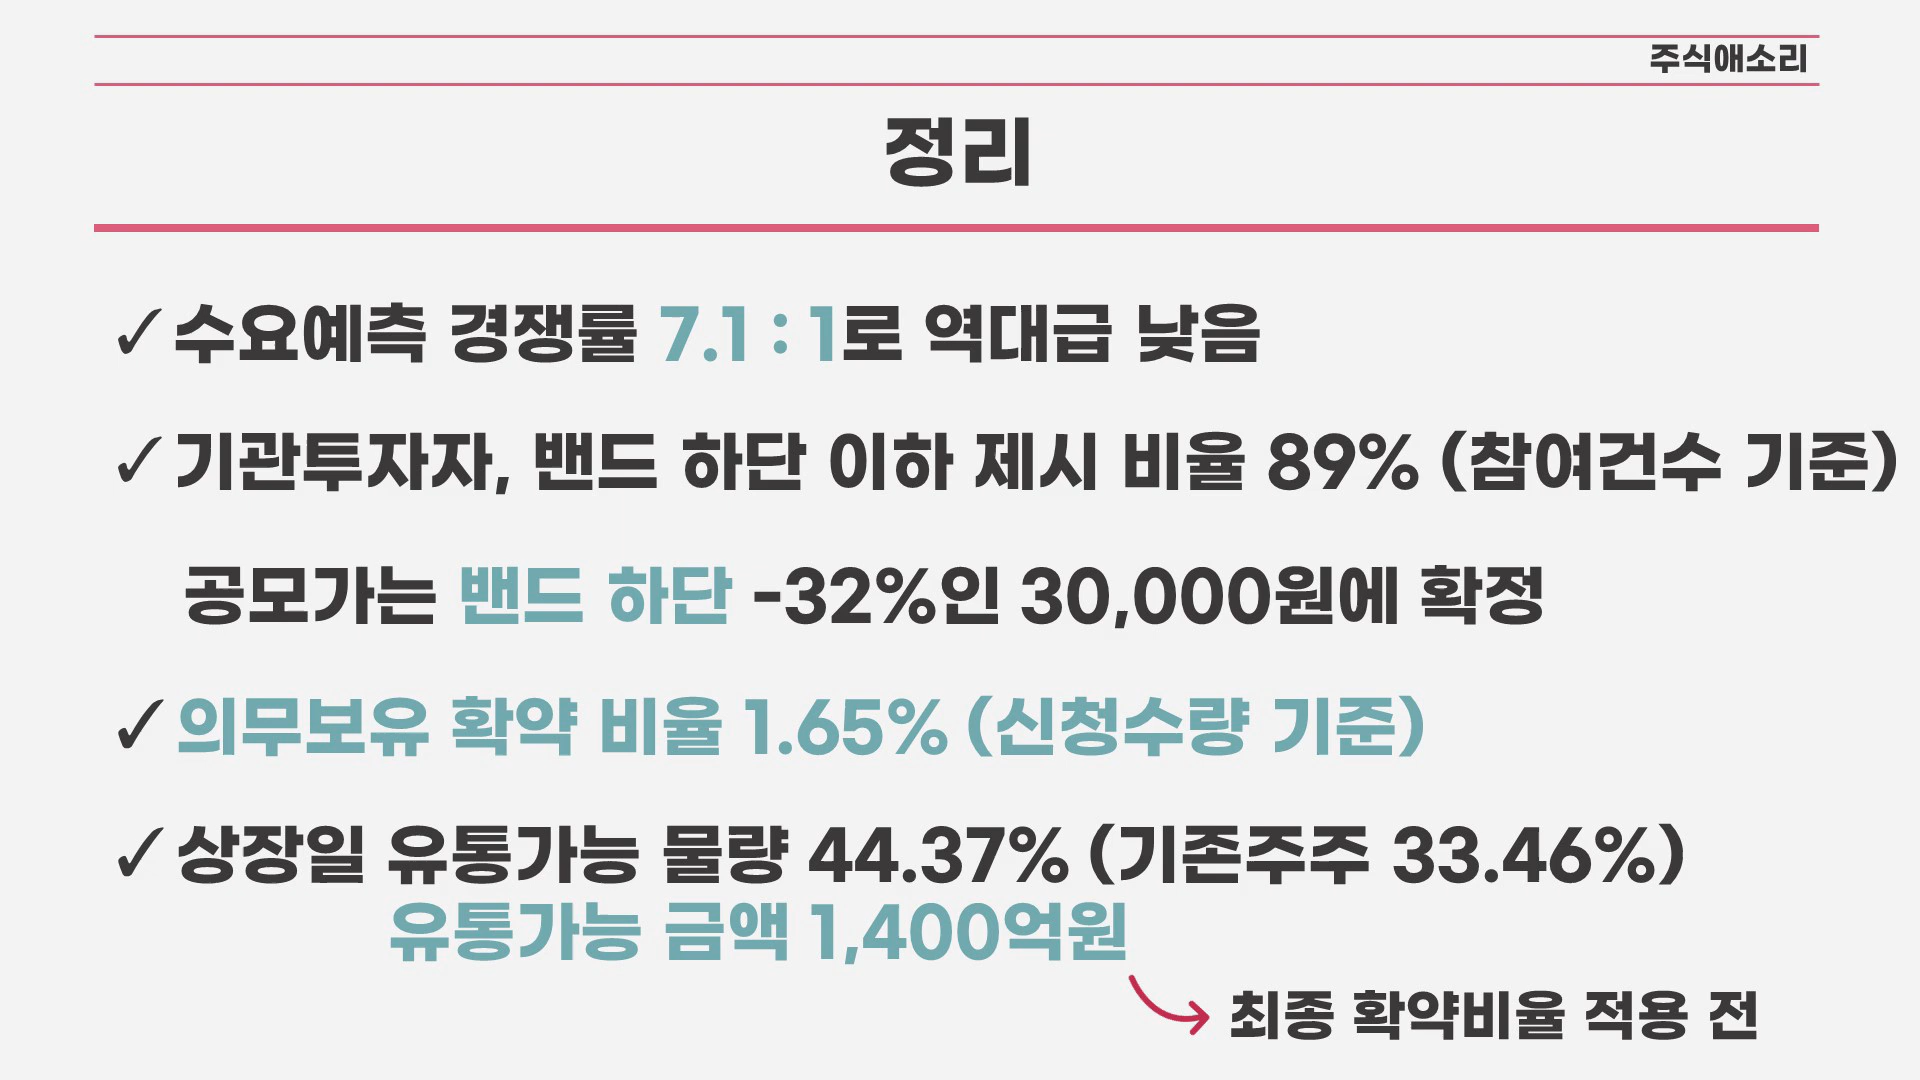 주식애소리
정리
✓수요예측 경쟁률 7.1 : 1로 역대급 낮음
✓기관투자자, 밴드 하단 이하 제시 비율 89% (참여건수 기준)
공모가는 밴드 하단 -32%인 30,000원에 확정
✓의무보유 확약 비율 1.65% (신청수량 기준)
✓상장일 유통가능 물량 44.37% (기존주주 33.46%)
유통가능 금액 1,400억원
최종 확약비율 적용 전